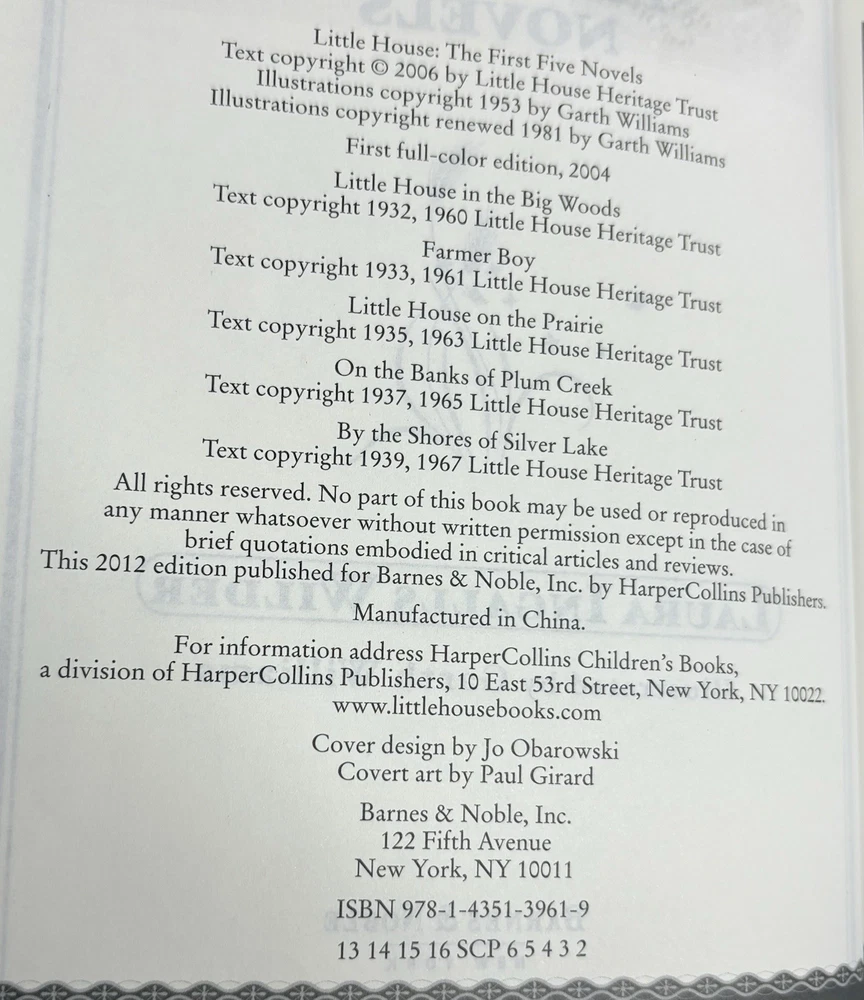 Little House: The First Five Novels
Text copyright © 2006 by Little House Heritage Trust
Illustrations copyright 1953 by Garth Williams
Illustrations copyright renewed 1981 by Garth Williams
First full-color edition, 2004
Little House in the Big Woods
Text copyright 1932, 1960 Little House Heritage Trust
Farmer Boy
Text copyright 1933, 1961 Little House Heritage Trust
Little House on the Prairie
Text copyright 1935, 1963 Little House Heritage Trust
On the Banks of Plum Creek
Text copyright 1937, 1965 Little House Heritage Trust
By the Shores of Silver Lake
Text copyright 1939, 1967 Little House Heritage Trust
All rights reserved. No part of this book may be used or reproduced in
any manner whatsoever without written permission except in the case of
brief quotations embodied in critical articles and reviews.
This 2012 edition published for Barnes & Noble, Inc. by HarperCollins Publishers.
Manufactured in China.
For information address HarperCollins Children's Books,
a division of HarperCollins Publishers, 10 East 53rd Street, New York, NY 10022.
www.littlehousebooks.com
Cover design by Jo Obarowski
Covert art by Paul Girard
Barnes & Noble, Inc.
122 Fifth Avenue
New York, NY 10011
ISBN 978-1-4351-3961-9
13 14 15 16 SCP 6 5 4 3 2